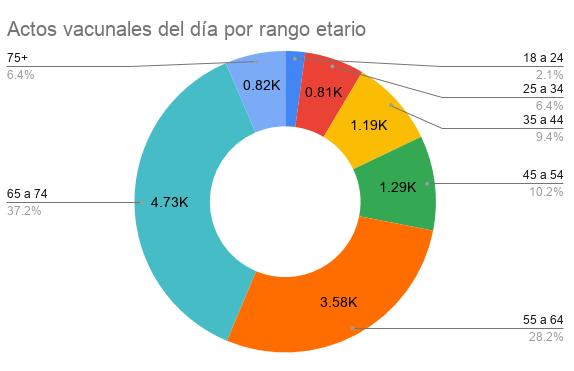 Actos vacunales del día por rango etario
75+
6.4%
18 a 24
2.1%
25 a 34
6.4%
35 a 44
9.4%
45 a 54
10.2%
55 a 64
28.2%
65 a 74
37.2%
0.82K
0.81K
1.19K
1.29K
3.58K
4.73K